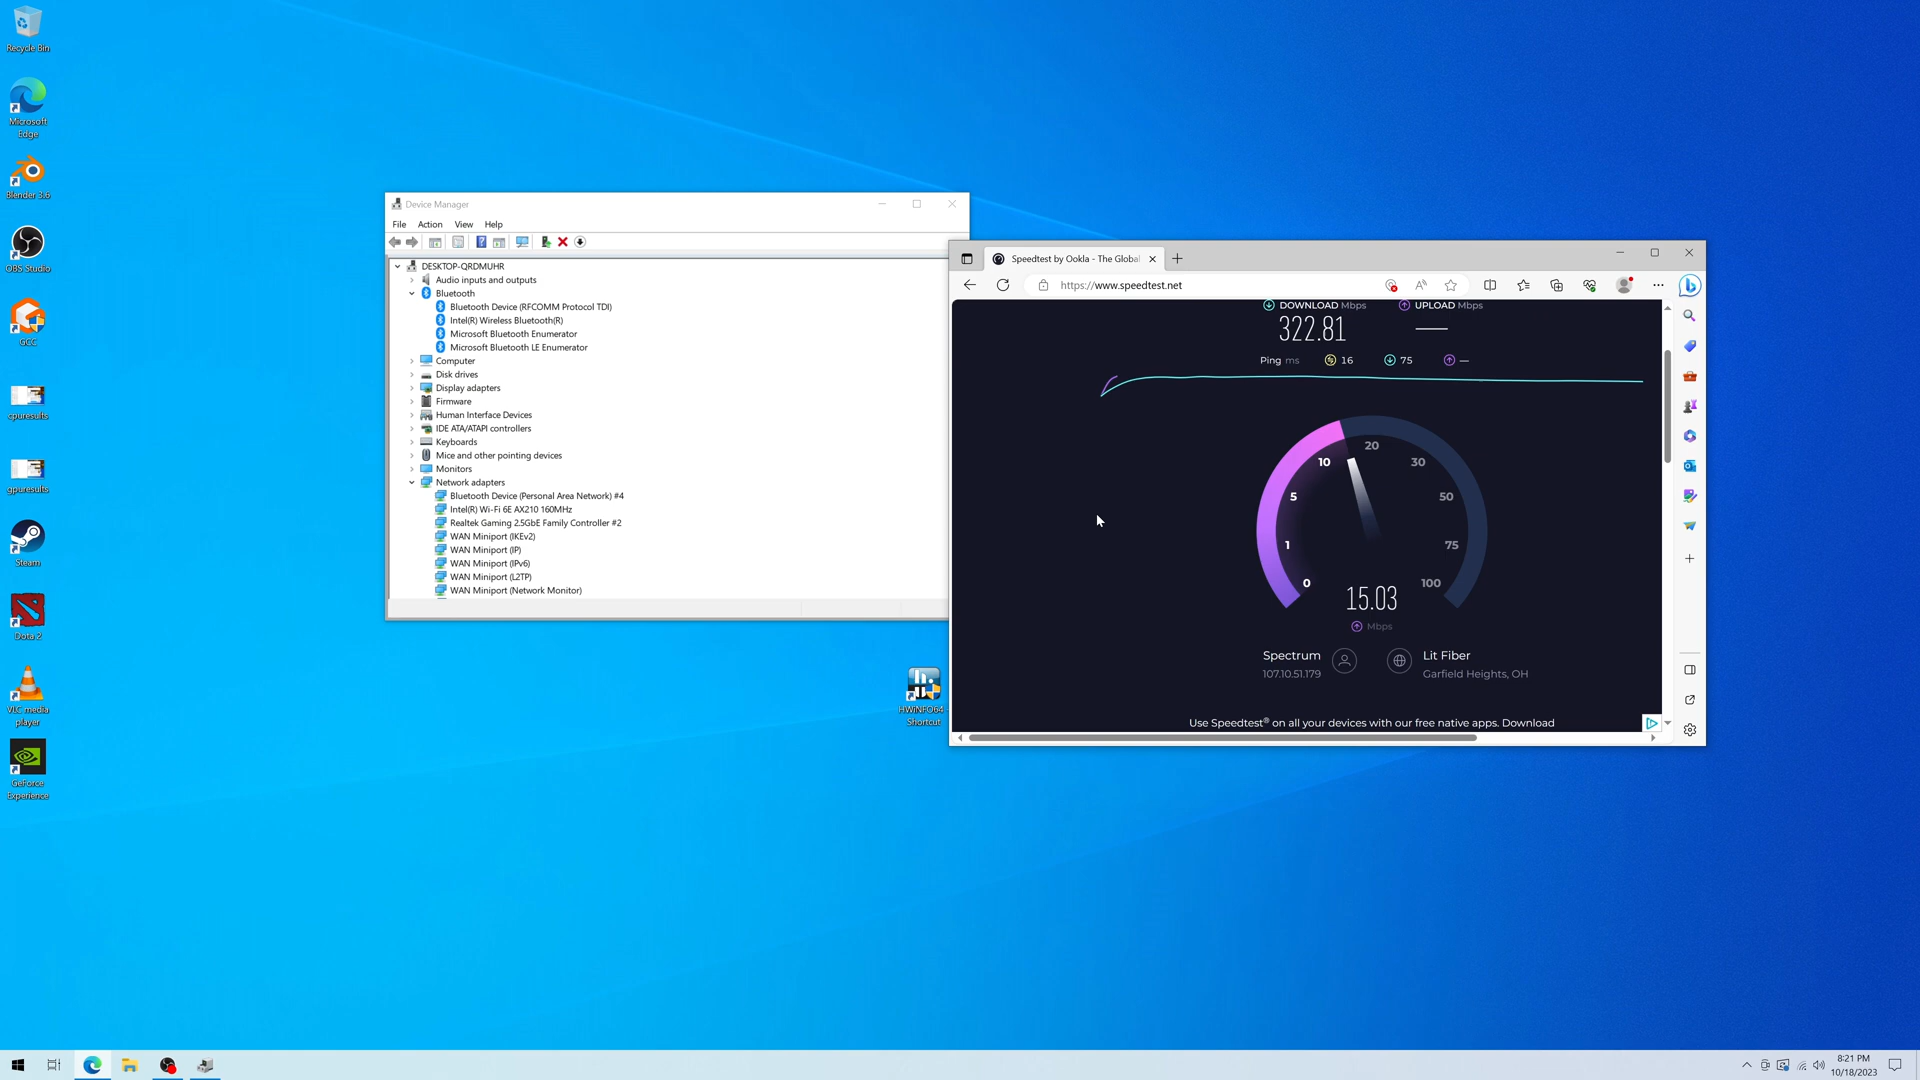 Recycle Bin
Microsoft
Edge
Blender 3.6
OBS Studio
GCC
cpuresults
gpuresults
Steam
Dota 2
VLC media
player
GeForce
Experience
Device Manager
File Action View Help
DESKTOP-QRDMUHR
Audio inputs and outputs
Bluetooth
Bluetooth Device (RFCOMM Protocol TDI)
Intel(R) Wireless Bluetooth(R)
Microsoft Bluetooth Enumerator
Microsoft Bluetooth LE Enumerator
Computer
Disk drives
Display adapters
Firmware
Human Interface Devices
IDE ATA/ATAPI controllers
Keyboards
Mice and other pointing devices
Monitors
Network adapters
Bluetooth Device (Personal Area Network) #4
Intel(R) Wi-Fi 6E AX210 160MHz
Realtek Gaming 2.5GbE Family Controller #2
WAN Miniport (IKEv2)
WAN Miniport (IP)
WAN Miniport (IPv6)
WAN Miniport (L2TP)
WAN Miniport (Network Monitor)
HWiNFO64
Shortcut
Speedtest by Ookla - The Global
https://www.speedtest.net
DOWNLOAD Mbps UPLOAD Mbps
322.81 —
Ping ms 16 75 —
20
10 30
5 50
1 75
0 100
15.03
Mbps
Spectrum Lit Fiber
107.10.51.179 Garfield Heights, OH
Use Speedtest® on all your devices with our free native apps. Download
8:21 PM
10/18/2023